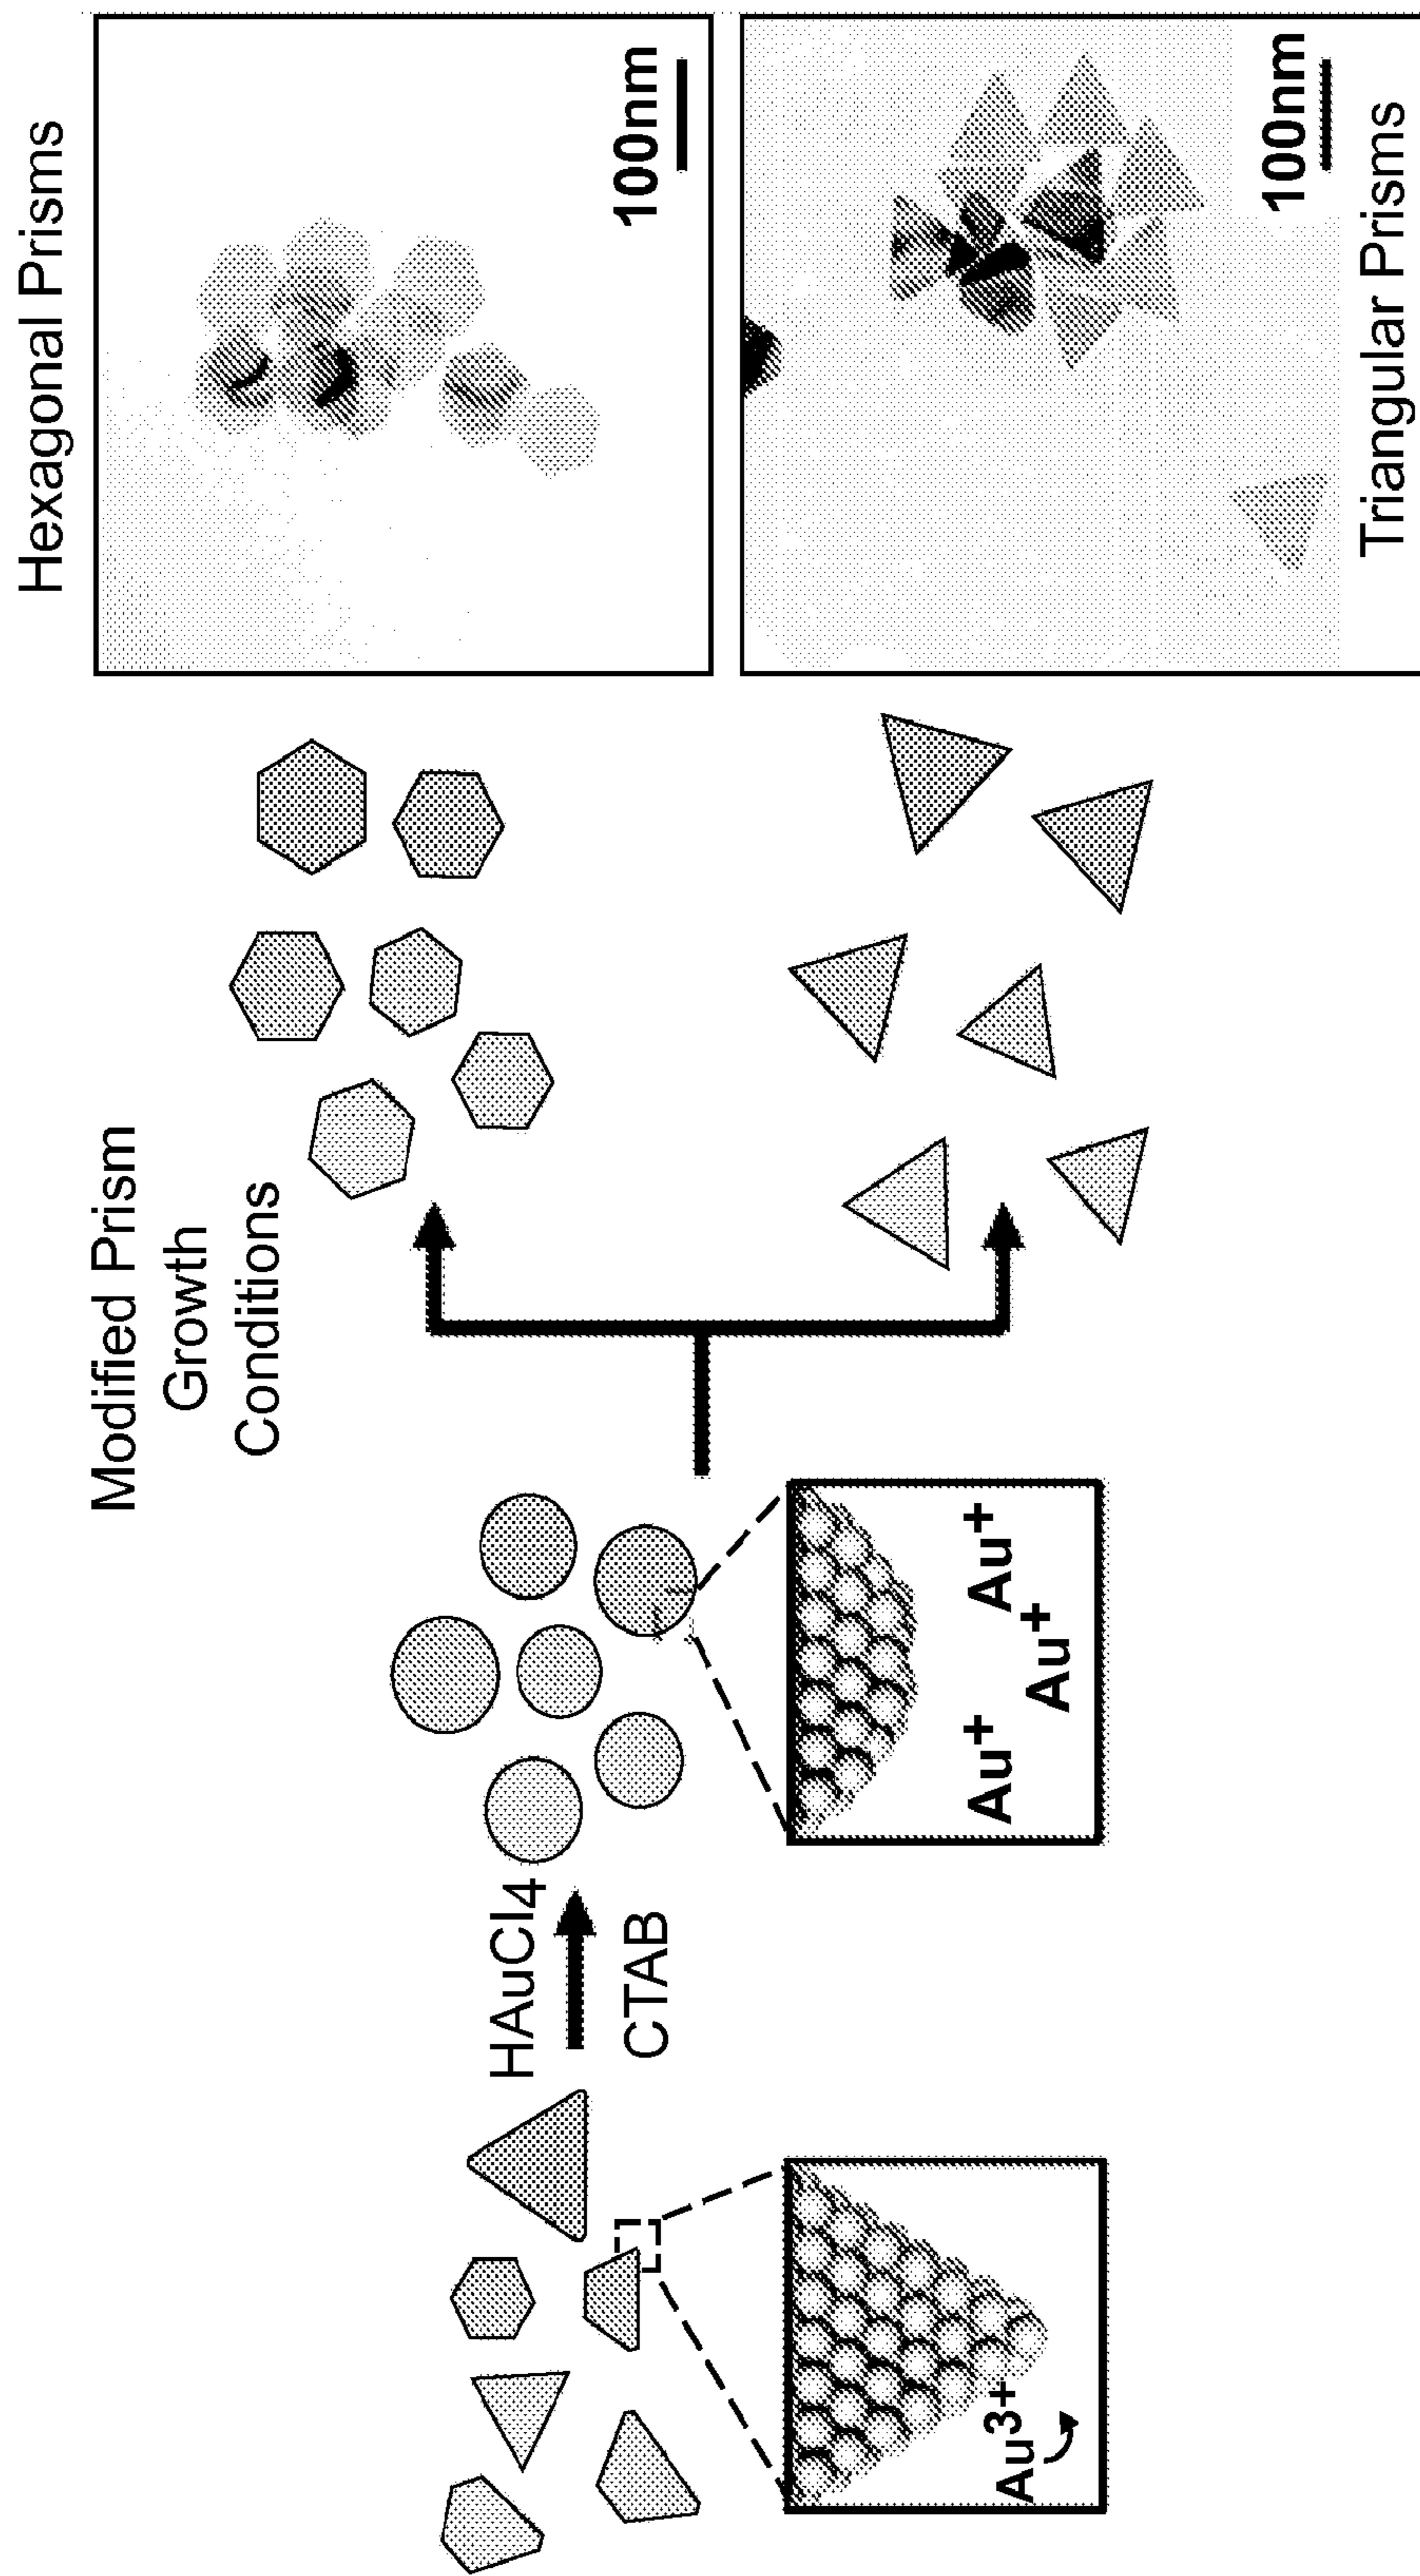 HAuCl4
CTAB
Au3+
Au+
Au+
Au+
Modified Prism
Growth
Conditions
Hexagonal Prisms
100nm
100nm
Triangular Prisms